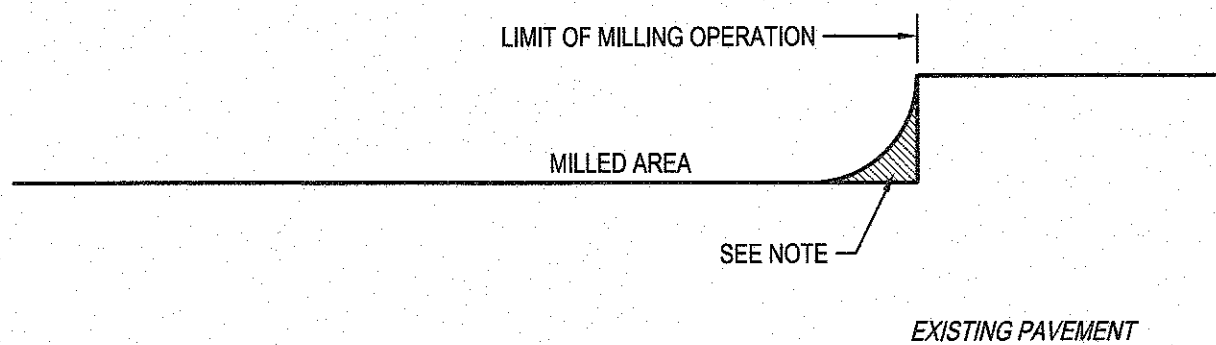 LIMIT OF MILLING OPERATION
MILLED AREA
SEE NOTE
EXISTING PAVEMENT